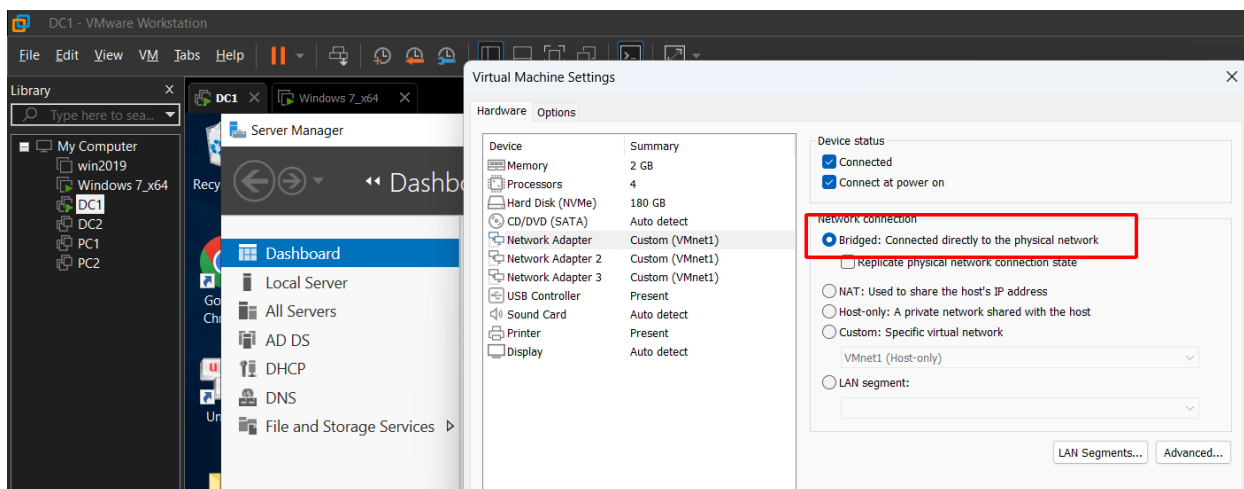 DC1 - VMware Workstation
File Edit View VM Tabs Help
Library X
Type here to sea...
My Computer
win2019
Windows 7_x64
DC1
DC2
PC1
PC2
DC1 X Windows 7_x64 X
Recy
Go
Chr
u
Un
Server Manager
Dashb
Dashboard
Local Server
All Servers
AD DS
DHCP
DNS
File and Storage Services
Virtual Machine Settings
Hardware Options
Device Summary
Memory 2 GB
Processors 4
Hard Disk (NVMe) 180 GB
CD/DVD (SATA) Auto detect
Network Adapter Custom (VMnet1)
Network Adapter 2 Custom (VMnet1)
Network Adapter 3 Custom (VMnet1)
USB Controller Present
Sound Card Auto detect
Printer Present
Display Auto detect
Device status
Connected
Connect at power on
Network connection
Bridged: Connected directly to the physical network
Replicate physical network connection state
NAT: Used to share the host's IP address
Host-only: A private network shared with the host
Custom: Specific virtual network
VMnet1 (Host-only)
LAN segment:
LAN Segments... Advanced...